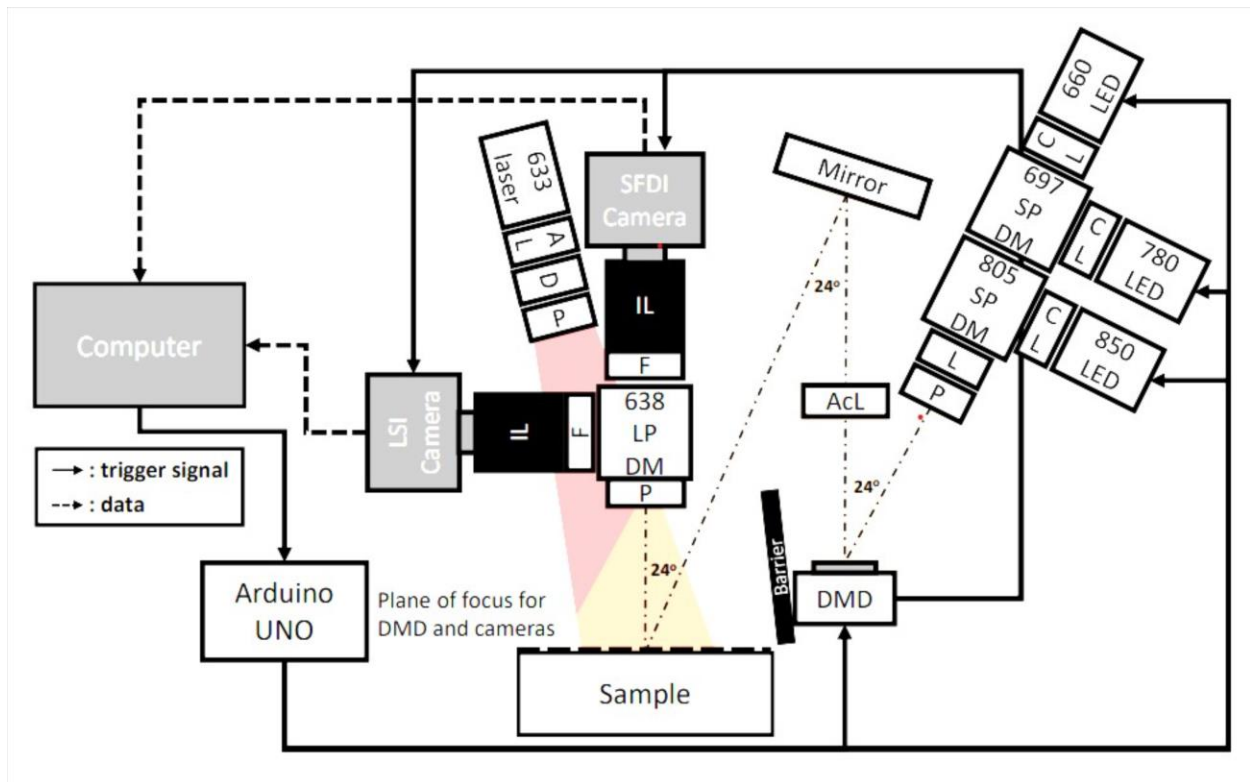 660
LED
C
L
697
SP
DM
C
L
780
LED
805
SP
DM
C
L
850
LED
L
P
Mirror
24°
AcL
24°
633
laser
A
L
D
P
SFDI
Camera
IL
F
638
LP
DM
P
LSI
Camera
IL
F
Computer
→ : trigger signal
--→ : data
Arduino
UNO
Plane of focus for
DMD and cameras
24°
Barrier
DMD
Sample